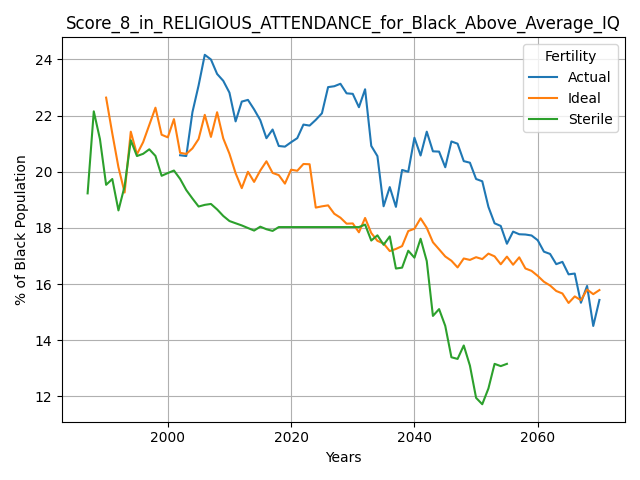 Score_8_in_RELIGIOUS_ATTENDANCE_for_Black_Above_Average_IQ
Fertility
Actual
Ideal
Sterile
% of Black Population
24
22
20
18
16
14
12
2000
2020
2040
2060
Years